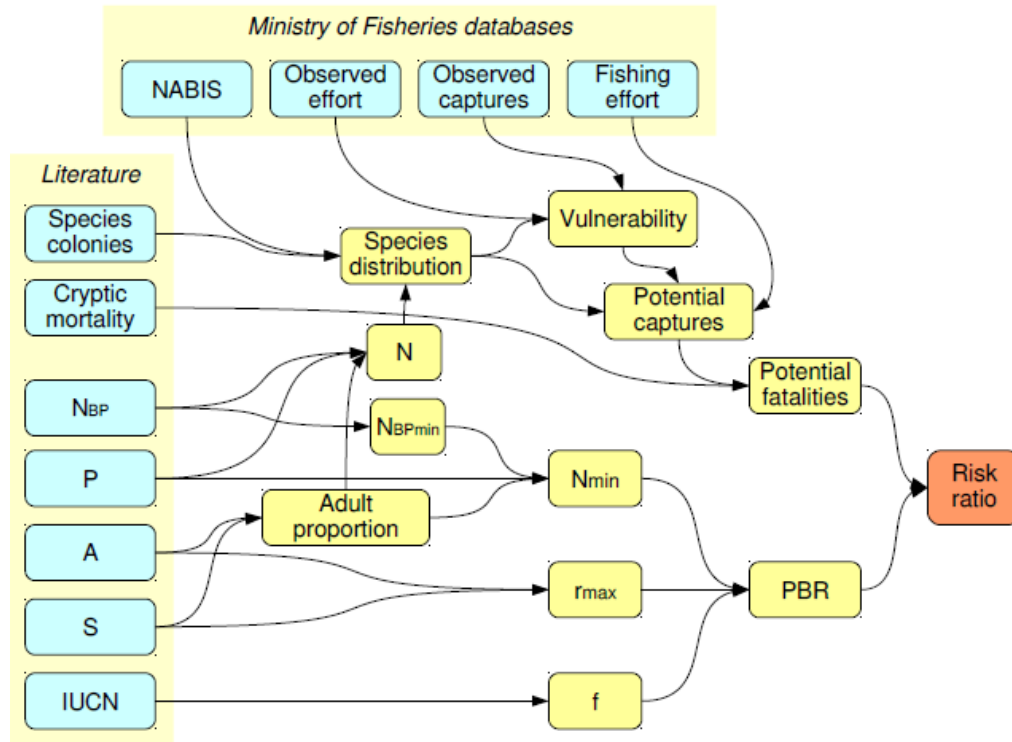 Ministry of Fisheries databases
NABIS
Observed
effort
Observed
captures
Fishing
effort
Literature
Species
colonies
Cryptic
mortality
NBP
P
A
S
IUCN
Species
distribution
Vulnerability
Potential
captures
N
NBPmin
Adult
proportion
Potential
fatalities
Nmin
rmax
f
PBR
Risk
ratio